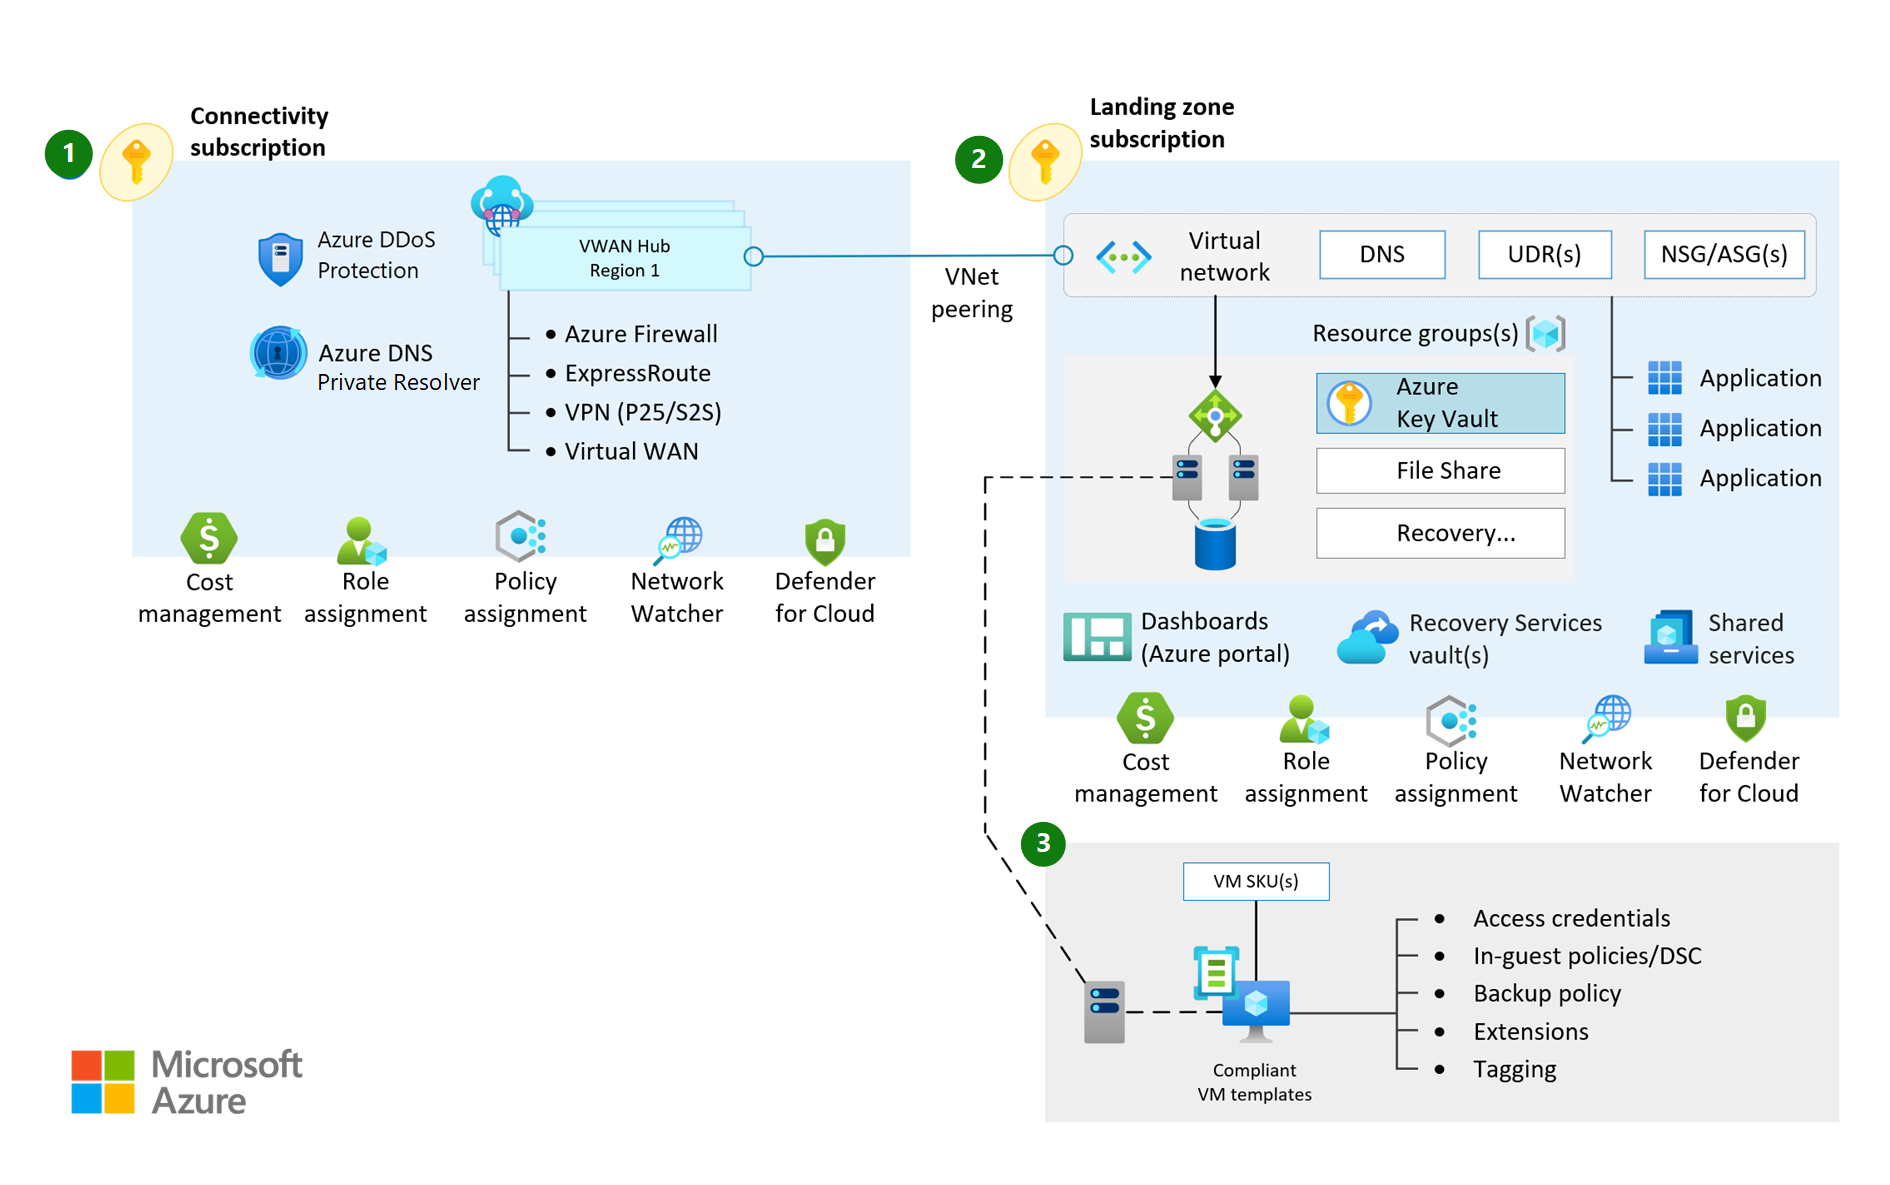 1
Connectivity
subscription
Azure DDoS
Protection
Azure DNS
Private Resolver
VWAN Hub
Region 1
• Azure Firewall
• ExpressRoute
• VPN (P25/S2S)
• Virtual WAN
Cost
management
Role
assignment
Policy
assignment
Network
Watcher
Defender
for Cloud
VNet
peering
2
Landing zone
subscription
Virtual
network
DNS
UDR(s)
NSG/ASG(s)
Resource groups(s)
Azure
Key Vault
File Share
Recovery...
Application
Application
Application
Dashboards
(Azure portal)
Recovery Services
vault(s)
Shared
services
Cost
management
Role
assignment
Policy
assignment
Network
Watcher
Defender
for Cloud
3
VM SKU(s)
Compliant
VM templates
• Access credentials
• In-guest policies/DSC
• Backup policy
• Extensions
• Tagging
Microsoft
Azure